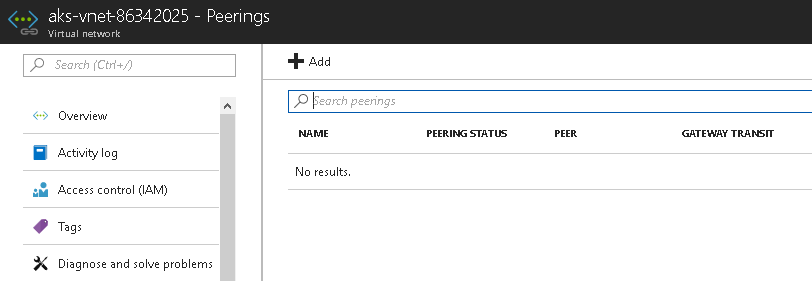 aks-vnet-86342025 - Peerings
Virtual network
Search (Ctrl+/)
Overview
Activity log
Access control (IAM)
Tags
Diagnose and solve problems
Add
Search peerings
NAME PEERING STATUS PEER GATEWAY TRANSIT
No results.